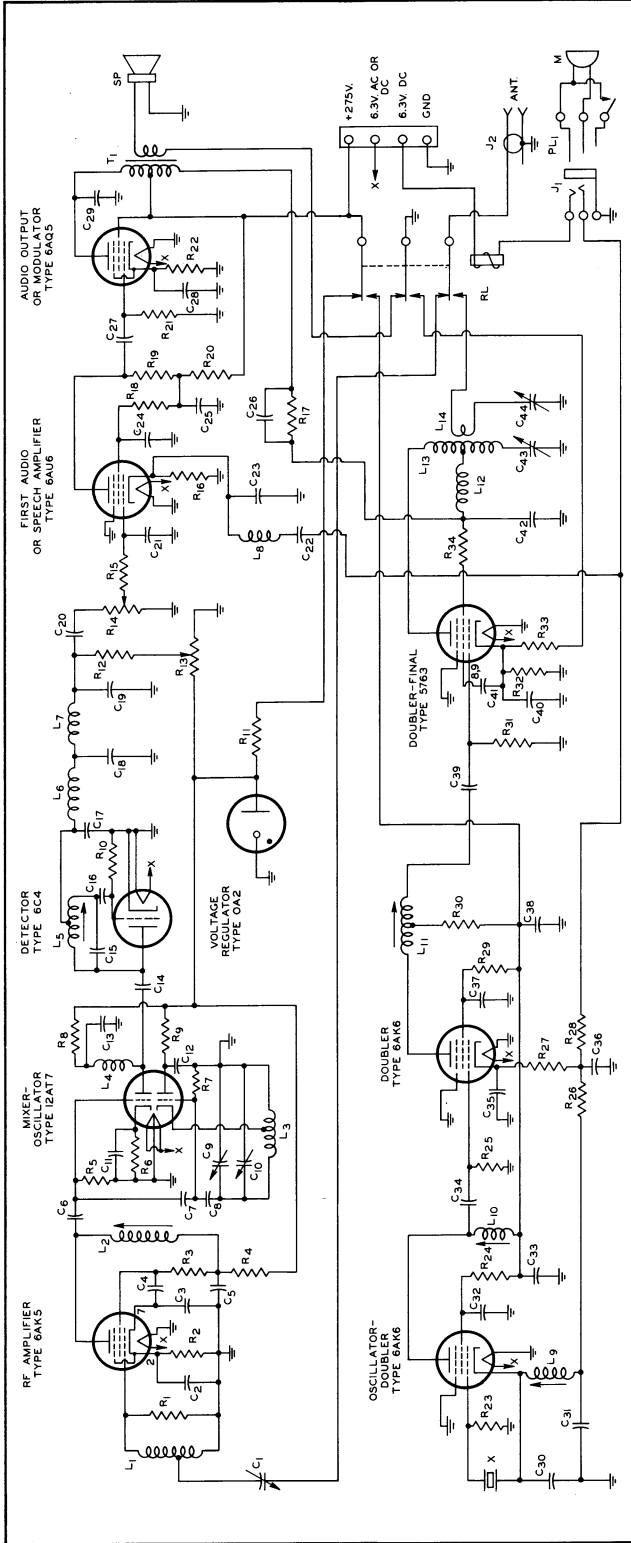 RF AMPLIFIER
TYPE 6AK5
MIXER-
OSCILLATOR
TYPE 12AT7
DETECTOR
TYPE 6C4
FIRST AUDIO
OR SPEECH AMPLIFIER
TYPE 6AU6
AUDIO OUTPUT
OR MODULATOR
TYPE 6AQ5
L1
R1
C1
C2
2
R2
X
7
C3
C4
R3
C5
R4
L2
C6
R5
C11
R6
C7
C8
X
C9
C10
L3
R7
C12
R9
L4
C13
R8
C14
C15
L5
C16
R10
X
C17
L6
C18
L7
C19
R12
C20
R13
R14
R15
C21
X
R16
C24
R18
C25
R19
R20
C27
R21
C28
X
R22
C29
T1
SP
VOLTAGE
REGULATOR
TYPE OA2
R11
L8
C22
C23
C26
R17
+275V.
6.3V. AC OR
DC
6.3V. DC
GND
X
RL
J2
ANT.
J1
PL1
M
OSCILLATOR-
DOUBLER
TYPE 6AK6
X
C30
R23
C31
L9
X
C32
R24
C33
L10
C34
R25
DOUBLER
TYPE 6AK6
C35
X
R27
R26
C36
R28
C37
R29
L11
R30
C38
C39
R31
DOUBLER-FINAL
TYPE 5763
8,9
C41
C40
R32
X
R33
R34
C42
L12
L13
L14
C43
C44